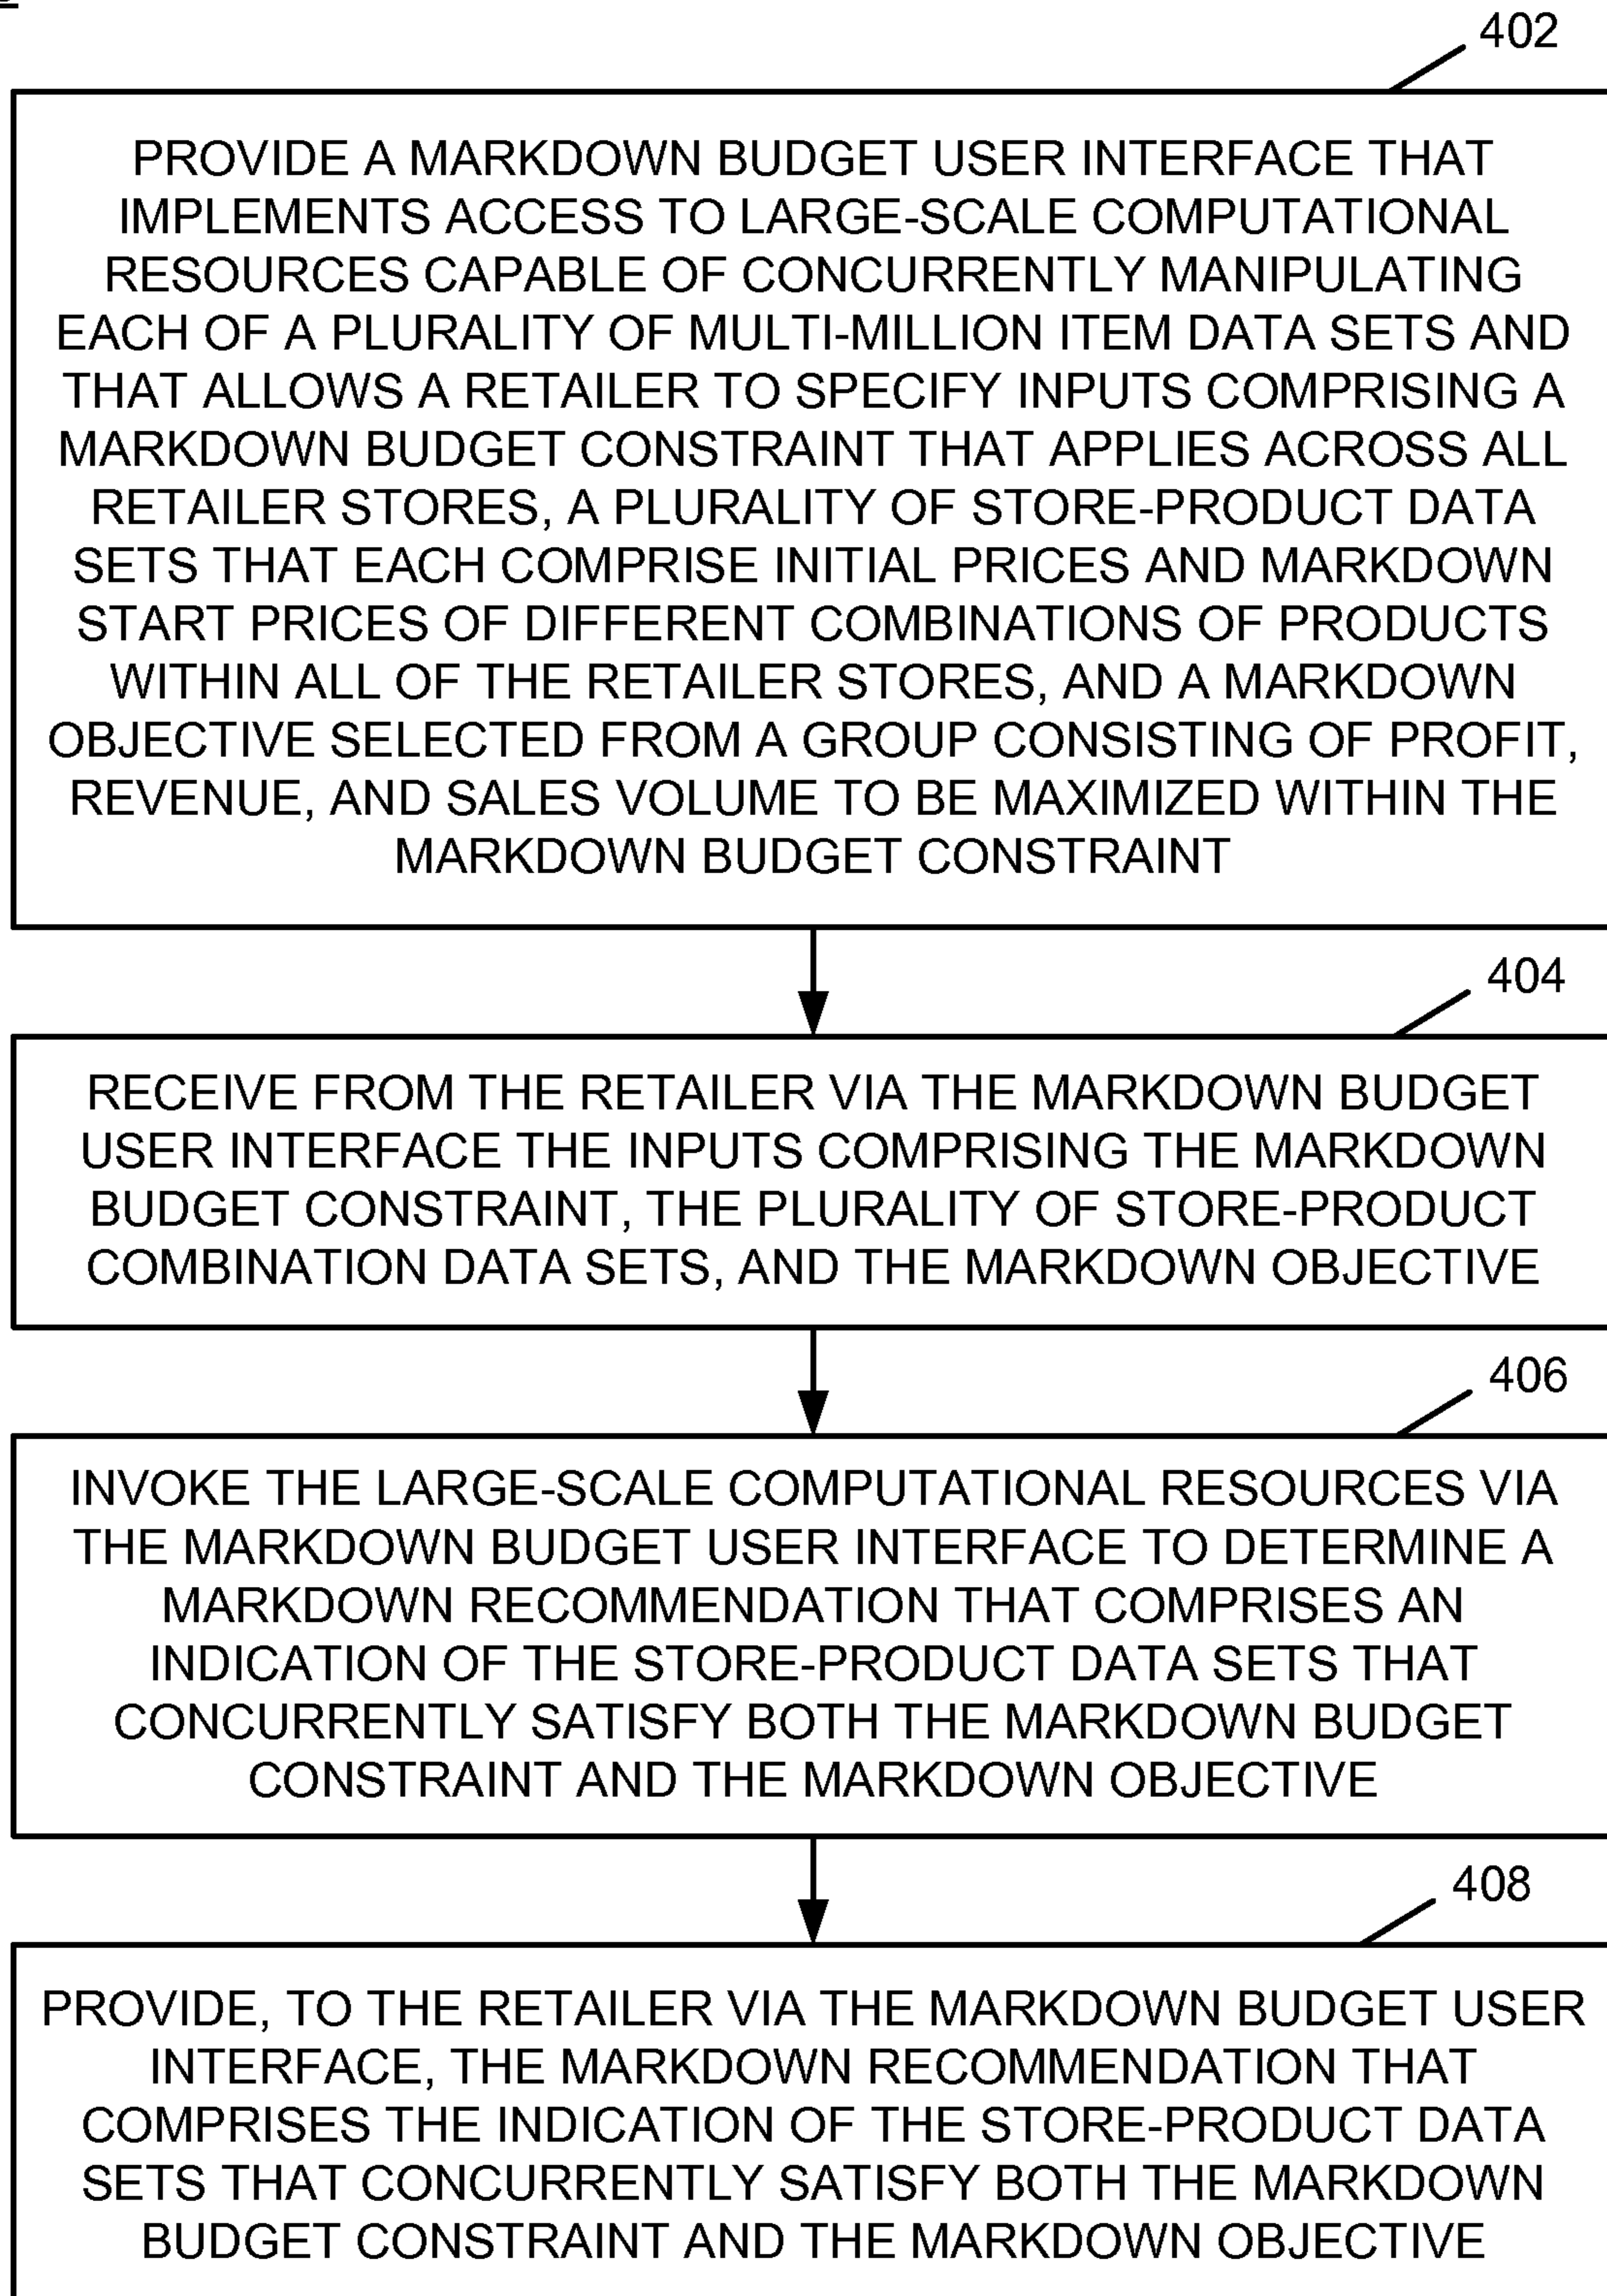 402
PROVIDE A MARKDOWN BUDGET USER INTERFACE THAT
IMPLEMENTS ACCESS TO LARGE-SCALE COMPUTATIONAL
RESOURCES CAPABLE OF CONCURRENTLY MANIPULATING
EACH OF A PLURALITY OF MULTI-MILLION ITEM DATA SETS AND
THAT ALLOWS A RETAILER TO SPECIFY INPUTS COMPRISING A
MARKDOWN BUDGET CONSTRAINT THAT APPLIES ACROSS ALL
RETAILER STORES, A PLURALITY OF STORE-PRODUCT DATA
SETS THAT EACH COMPRISE INITIAL PRICES AND MARKDOWN
START PRICES OF DIFFERENT COMBINATIONS OF PRODUCTS
WITHIN ALL OF THE RETAILER STORES, AND A MARKDOWN
OBJECTIVE SELECTED FROM A GROUP CONSISTING OF PROFIT,
REVENUE, AND SALES VOLUME TO BE MAXIMIZED WITHIN THE
MARKDOWN BUDGET CONSTRAINT
404
RECEIVE FROM THE RETAILER VIA THE MARKDOWN BUDGET
USER INTERFACE THE INPUTS COMPRISING THE MARKDOWN
BUDGET CONSTRAINT, THE PLURALITY OF STORE-PRODUCT
COMBINATION DATA SETS, AND THE MARKDOWN OBJECTIVE
406
INVOKE THE LARGE-SCALE COMPUTATIONAL RESOURCES VIA
THE MARKDOWN BUDGET USER INTERFACE TO DETERMINE A
MARKDOWN RECOMMENDATION THAT COMPRISES AN
INDICATION OF THE STORE-PRODUCT DATA SETS THAT
CONCURRENTLY SATISFY BOTH THE MARKDOWN BUDGET
CONSTRAINT AND THE MARKDOWN OBJECTIVE
408
PROVIDE, TO THE RETAILER VIA THE MARKDOWN BUDGET USER
INTERFACE, THE MARKDOWN RECOMMENDATION THAT
COMPRISES THE INDICATION OF THE STORE-PRODUCT DATA
SETS THAT CONCURRENTLY SATISFY BOTH THE MARKDOWN
BUDGET CONSTRAINT AND THE MARKDOWN OBJECTIVE